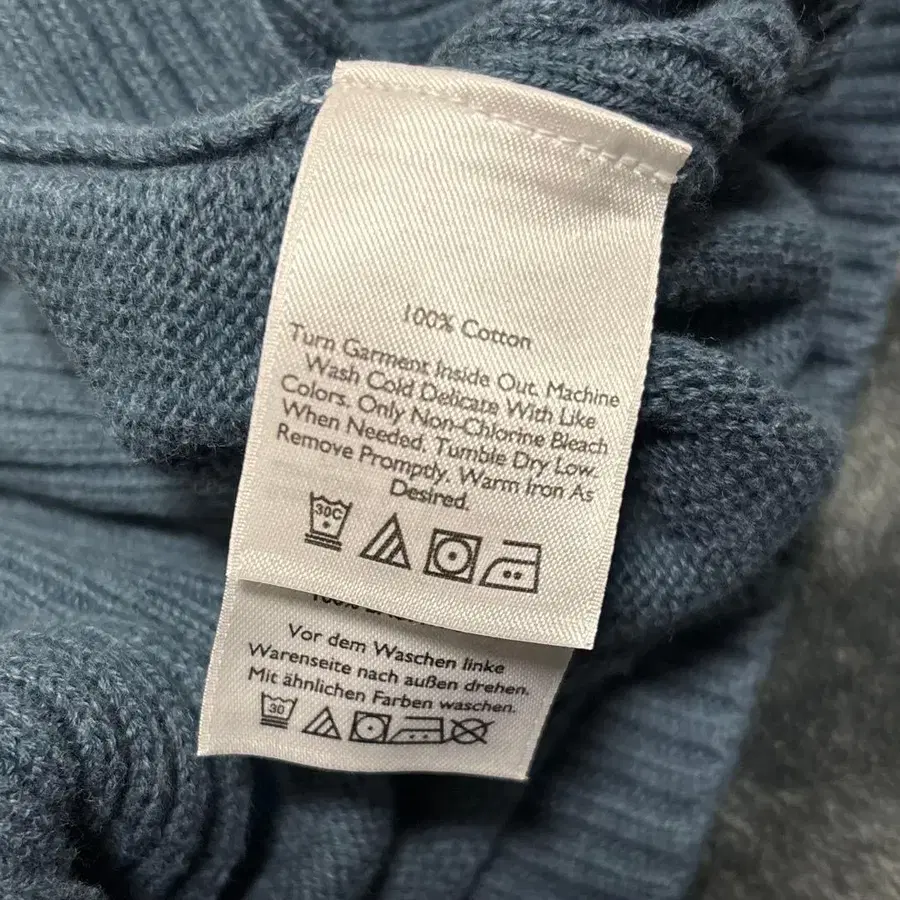 100% Cotton
Turn Garment Inside Out. Machine
Wash Cold Delicate With Like
Colors. Only Non-Chlorine Bleach
When Needed. Tumble Dry Low.
Remove Promptly. Warm Iron As
Desired.
30C
100%
Vor dem Waschen linke
Warenseite nach außen drehen.
Mit ähnlichen Farben waschen.
30